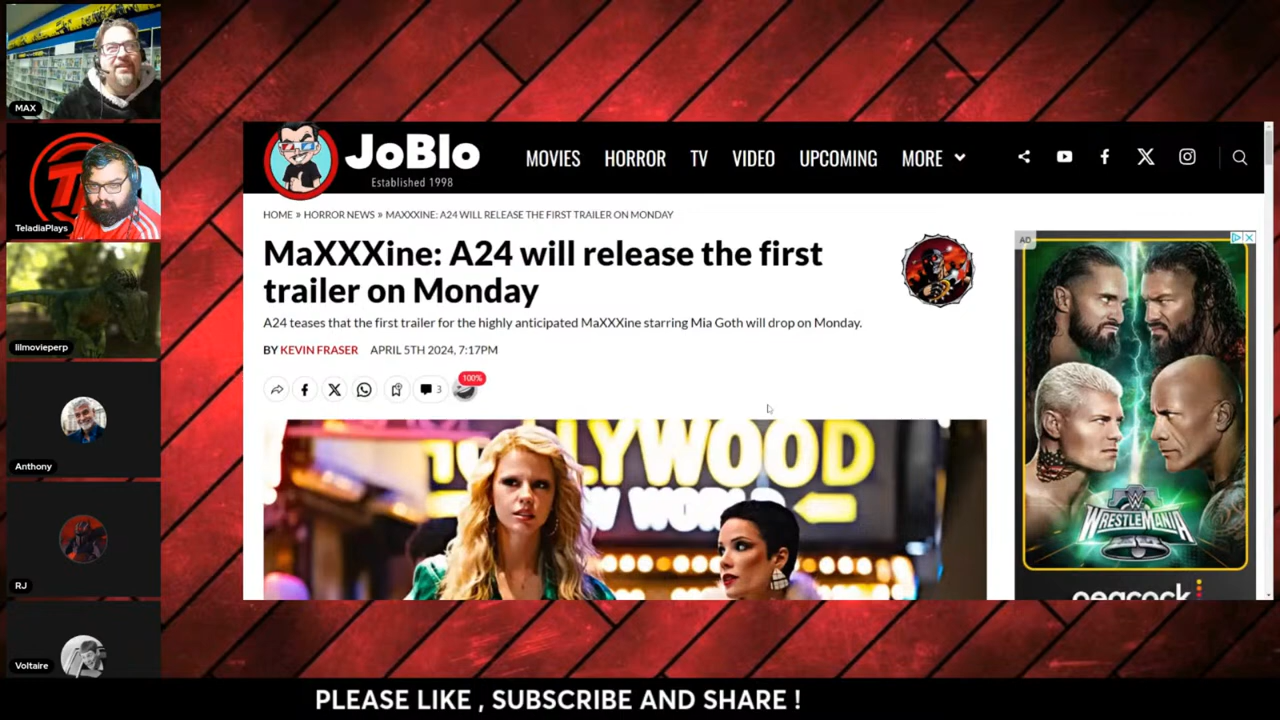 MAX
TeladiaPlays
lilmovieperp
Anthony
RJ
Voltaire
JoBlo
Established 1998
MOVIES HORROR TV VIDEO UPCOMING MORE
HOME » HORROR NEWS » MAXXXINE: A24 WILL RELEASE THE FIRST TRAILER ON MONDAY
MaXXXine: A24 will release the first
trailer on Monday
A24 teases that the first trailer for the highly anticipated MaXXXine starring Mia Goth will drop on Monday.
BY KEVIN FRASER APRIL 5TH 2024, 7:17PM
3
100%
LLYWOOD
W WORLD
AD
WRESTLEMANIA
peacock
PLEASE LIKE , SUBSCRIBE AND SHARE !